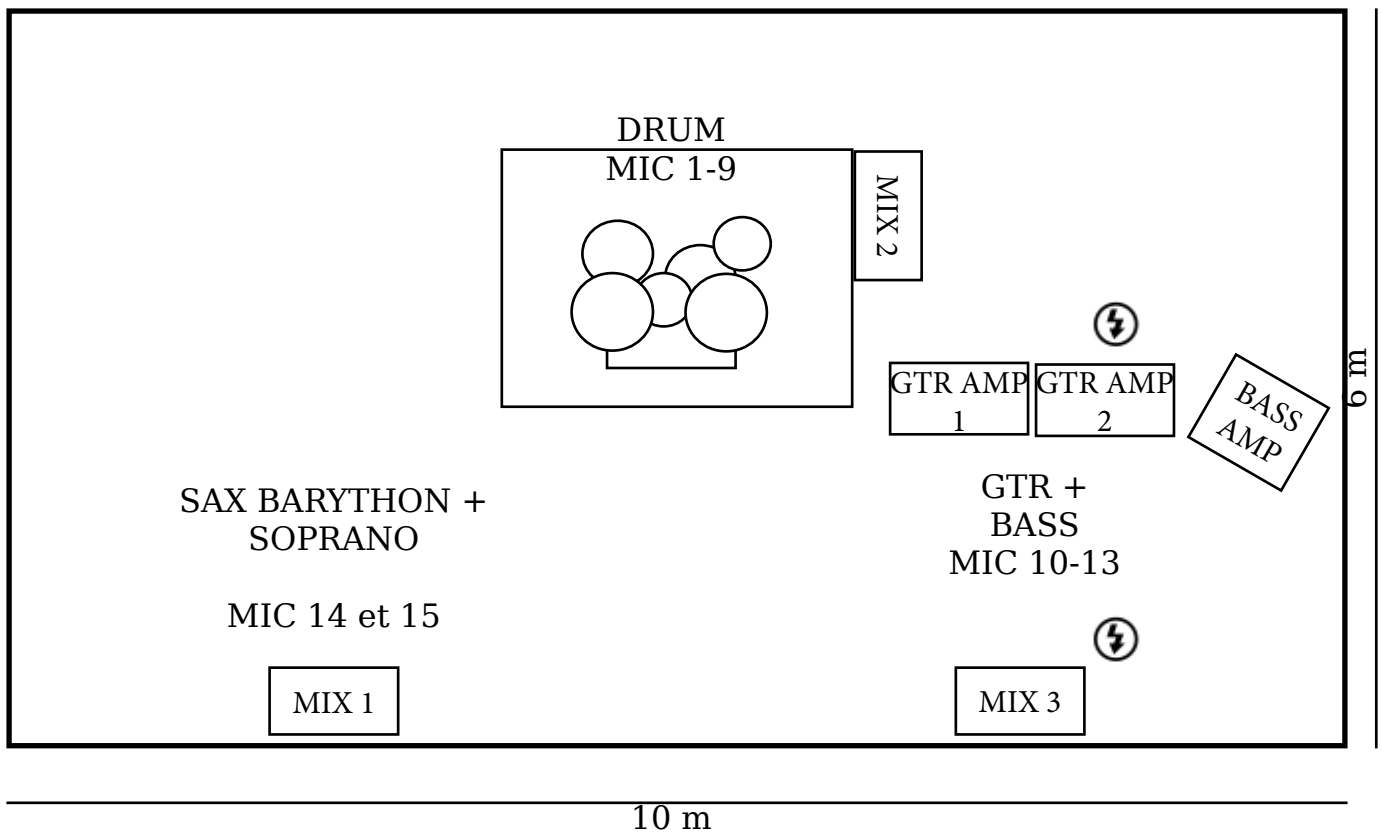 DRUM
MIC 1-9
MIX 2
GTR AMP
1
GTR AMP
2
BASS
AMP
6 m
SAX BARYTHON +
SOPRANO
MIC 14 et 15
GTR +
BASS
MIC 10-13
MIX 1
MIX 3
10 m